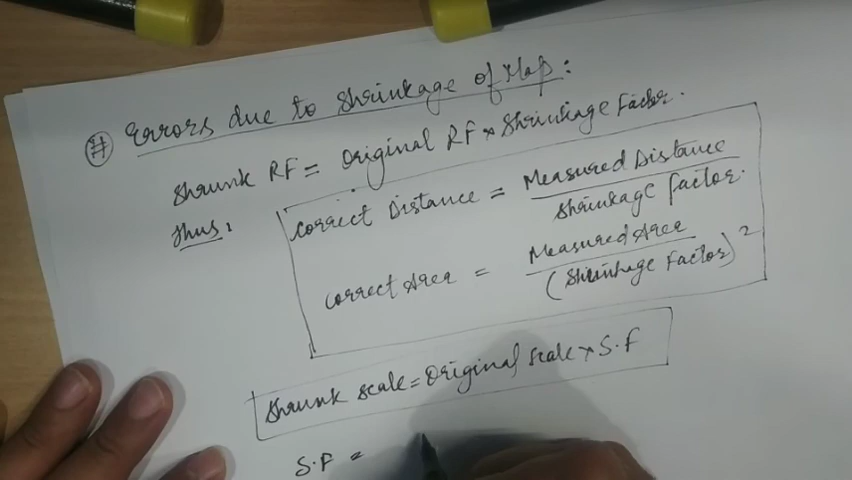 # Errors due to Shrinkage of Map:
Shrunk RF = Original RF × Shrinkage Factor.
Thus, Correct Distance = Measured Distance / Shrinkage factor.
Correct Area = Measured Area / (Shrinkage Factor)²
Shrunk scale = Original scale × S.F
S.F =